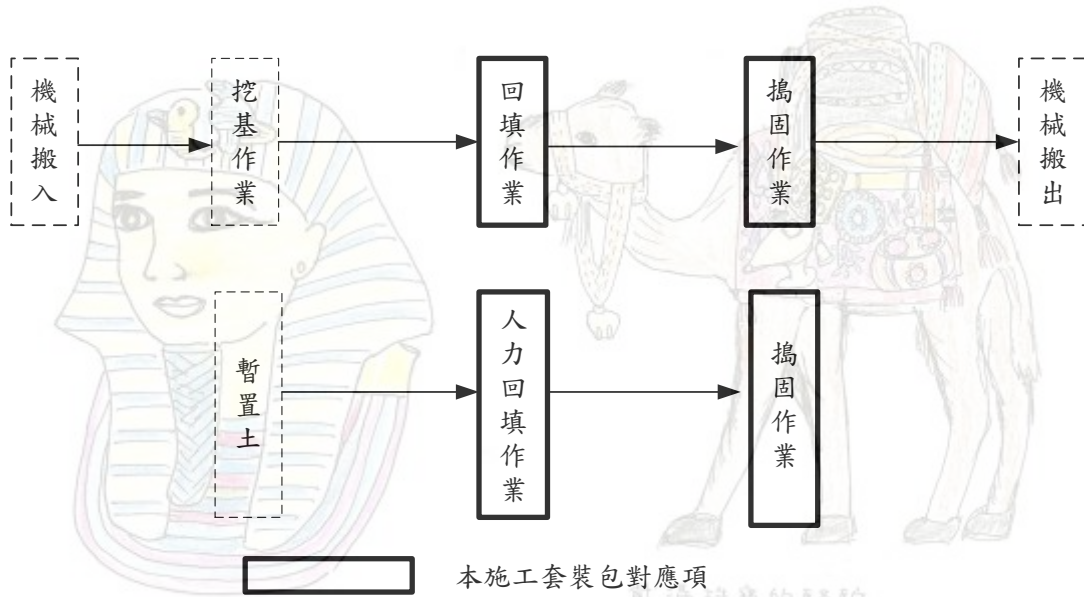 機械搬入
挖基作業
回填作業
搗固作業
機械搬出
暫置土
人力回填作業
搗固作業
本施工套裝包對應項